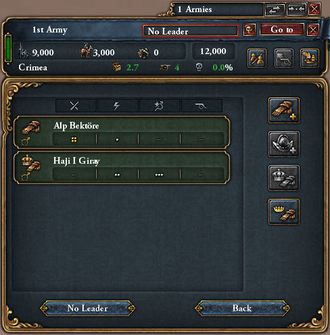 1 Armies
1st Army
No Leader
Go to
9,000
3,000
0
12,000
Crimea
2.7
4
0.0%
Alp Bektöre
Haji I Giray
No Leader
Back